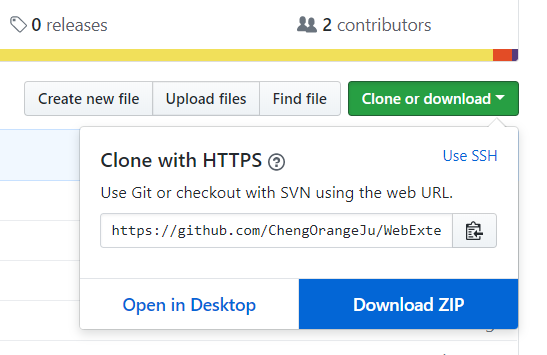 0 releases
2 contributors
Create new file
Upload files
Find file
Clone or download
Clone with HTTPS ?
Use SSH
Use Git or checkout with SVN using the web URL.
https://github.com/ChengOrangeJu/WebExte
Open in Desktop
Download ZIP